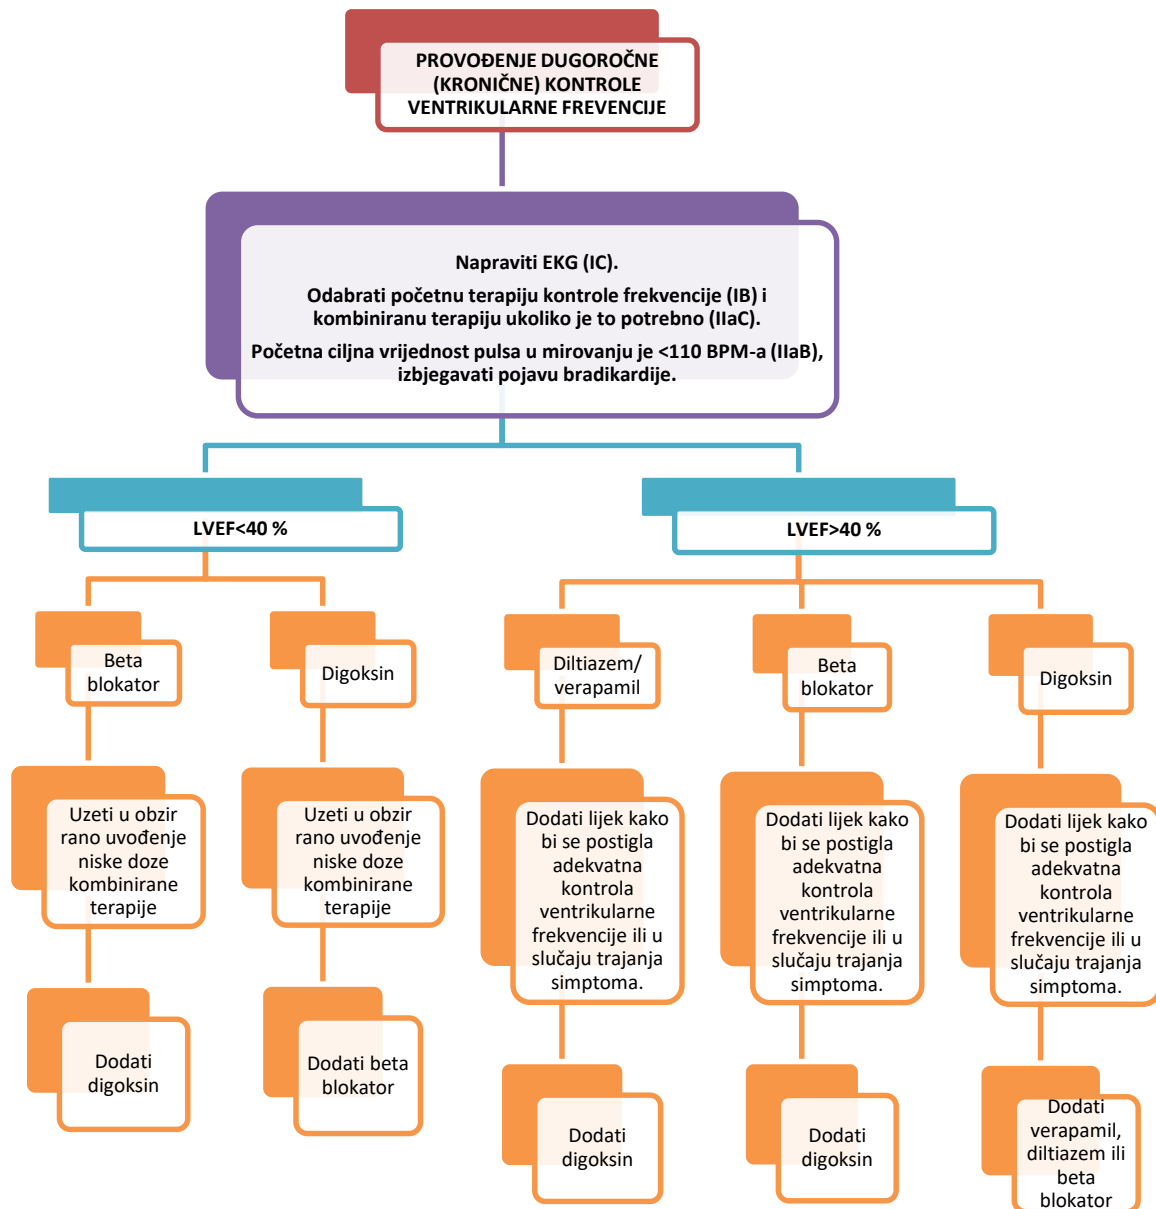 PROVOĐENJE DUGOROČNE
(KRONIČNE) KONTROLE
VENTRIKULARNE FREVENCIJE
Napraviti EKG (IC).
Odabrati početnu terapiju kontrole frekvencije (IB) i
kombiniranu terapiju ukoliko je to potrebno (IIaC).
Početna ciljna vrijednost pulsa u mirovanju je <110 BPM-a (IIaB),
izbjegavati pojavu bradikardije.
LVEF<40 %
LVEF>40 %
Beta
blokator
Digoksin
Diltiazem/
verapamil
Beta
blokator
Digoksin
Uzeti u obzir
rano uvođenje
niske doze
kombinirane
terapije
Uzeti u obzir
rano uvođenje
niske doze
kombinirane
terapije
Dodati lijek kako
bi se postigla
adekvatna
kontrola
ventrikularne
frekvencije ili u
slučaju trajanja
simptoma.
Dodati lijek kako
bi se postigla
adekvatna
kontrola
ventrikularne
frekvencije ili u
slučaju trajanja
simptoma.
Dodati lijek kako
bi se postigla
adekvatna
kontrola
ventrikularne
frekvencije ili u
slučaju trajanja
simptoma.
Dodati
digoksin
Dodati beta
blokator
Dodati
digoksin
Dodati
digoksin
Dodati
verapamil,
diltiazem ili
beta
blokator